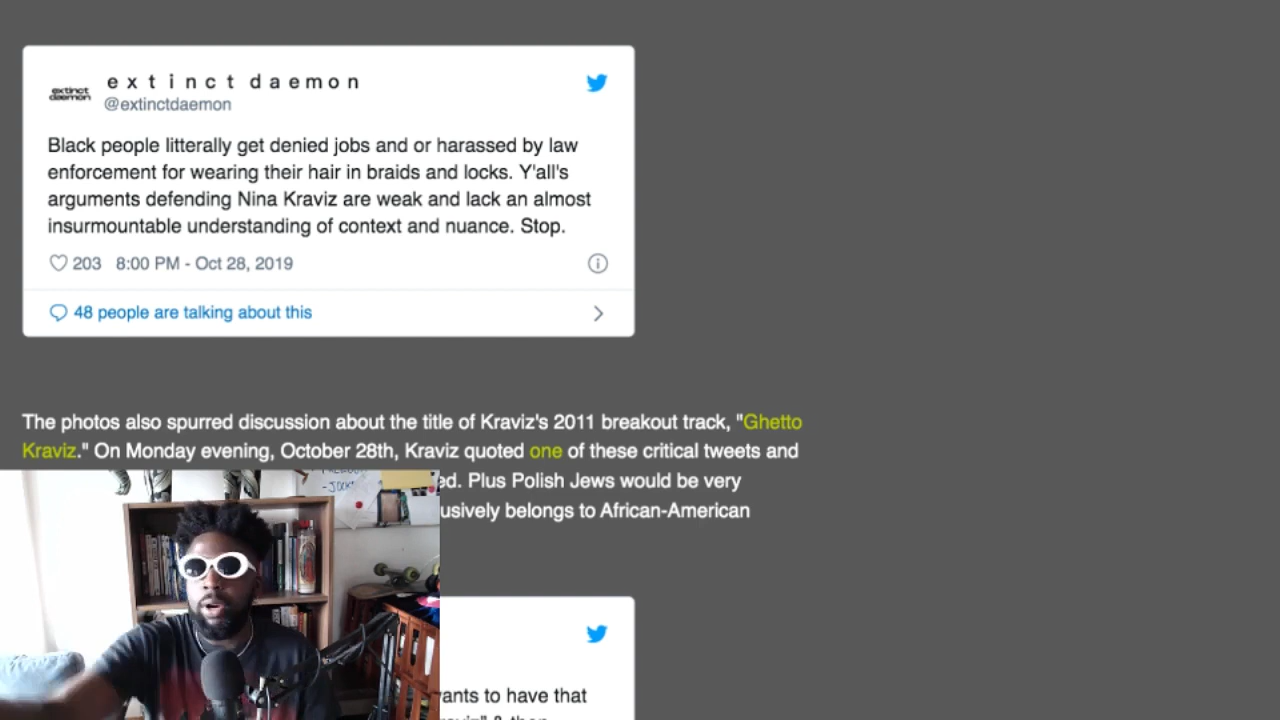 extinct daemon
extinct
daemon
@extinctdaemon
Black people litterally get denied jobs and or harassed by law
enforcement for wearing their hair in braids and locks. Y'all's
arguments defending Nina Kraviz are weak and lack an almost
insurmountable understanding of context and nuance. Stop.
203 8:00 PM - Oct 28, 2019
48 people are talking about this
The photos also spurred discussion about the title of Kraviz's 2011 breakout track, "Ghetto
Kraviz." On Monday evening, October 28th, Kraviz quoted one of these critical tweets and
ed. Plus Polish Jews would be very
usively belongs to African-American
ants to have that